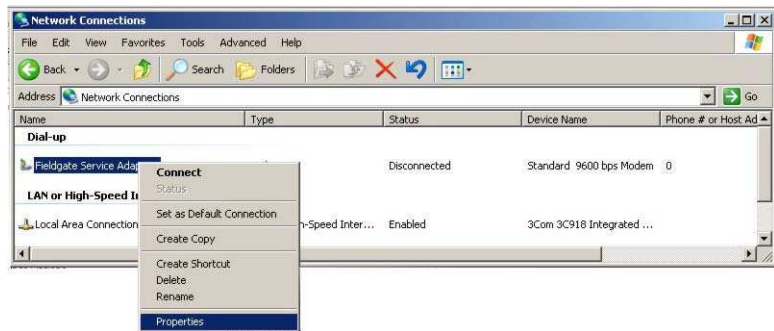 Network Connections
File Edit View Favorites Tools Advanced Help
Back Search Folders
Address Network Connections Go
Name Type Status Device Name Phone # or Host Ad
Dial-up
Fieldgate Service Disconnected Standard 9600 bps Modem 0
LAN or High-Speed
Local Area Connection h-Speed Inter... Enabled 3Com 3C918 Integrated ...
Connect
Status
Set as Default Connection
Create Copy
Create Shortcut
Delete
Rename
Properties